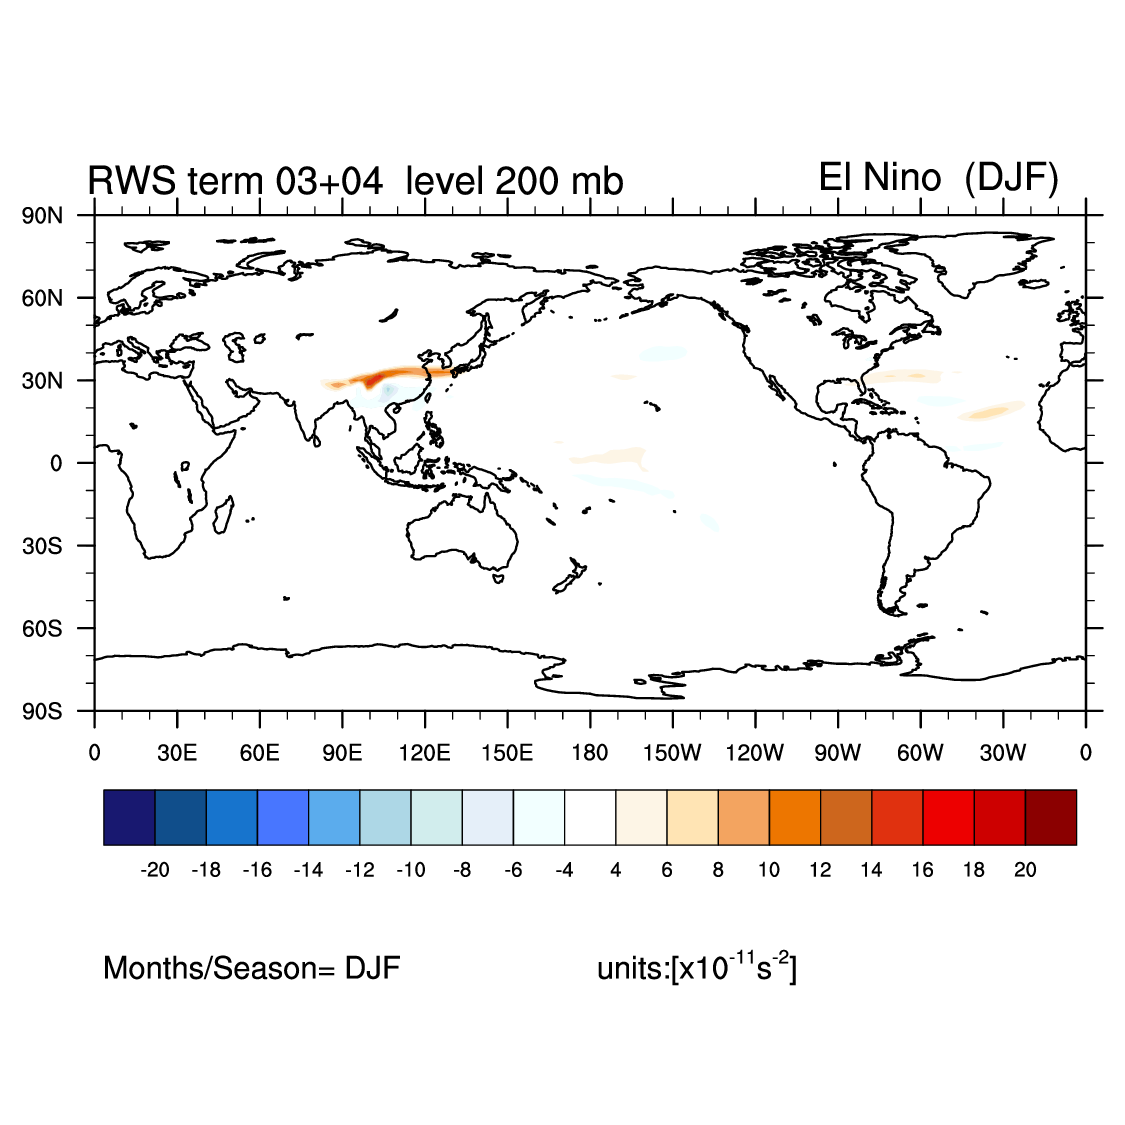 RWS term 03+04 level 200 mb
El Nino (DJF)
90N
60N
30N
0
30S
60S
90S
0 30E 60E 90E 120E 150E 180 150W 120W 90W 60W 30W 0
-20 -18 -16 -14 -12 -10 -8 -6 -4 4 6 8 10 12 14 16 18 20
Months/Season= DJF
units:[x10⁻¹¹s⁻²]